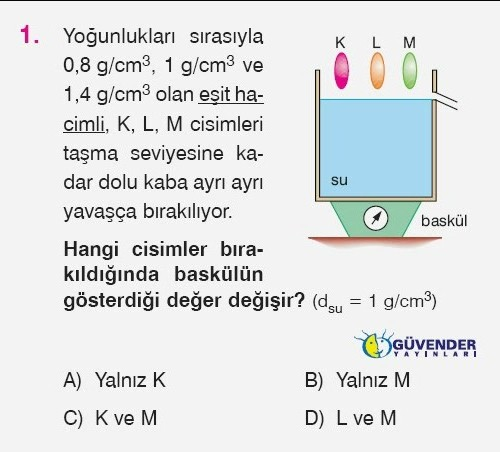 1. Yoğunlukları sırasıyla
0,8 g/cm³, 1 g/cm³ ve
1,4 g/cm³ olan eşit ha-
cimli, K, L, M cisimleri
taşma seviyesine ka-
dar dolu kaba ayrı ayrı
yavaşça bırakılıyor.
K L M
su
baskül
Hangi cisimler bıra-
kıldığında baskülün
gösterdiği değer değişir? (d_su = 1 g/cm³)
GÜVENDER
YAYINLARI
A) Yalnız K
B) Yalnız M
C) K ve M
D) L ve M